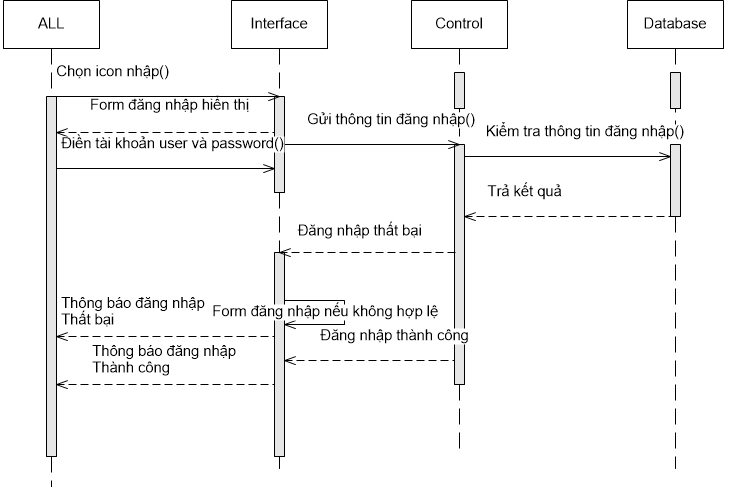 ALL
Interface
Control
Database
Chọn icon nhập()
Form đăng nhập hiển thị
Gửi thông tin đăng nhập()
Kiểm tra thông tin đăng nhập()
Điền tài khoản user và password()
Trả kết quả
Đăng nhập thất bại
Thông báo đăng nhập
Thất bại
Form đăng nhập nếu không hợp lệ
Đăng nhập thành công
Thông báo đăng nhập
Thành công